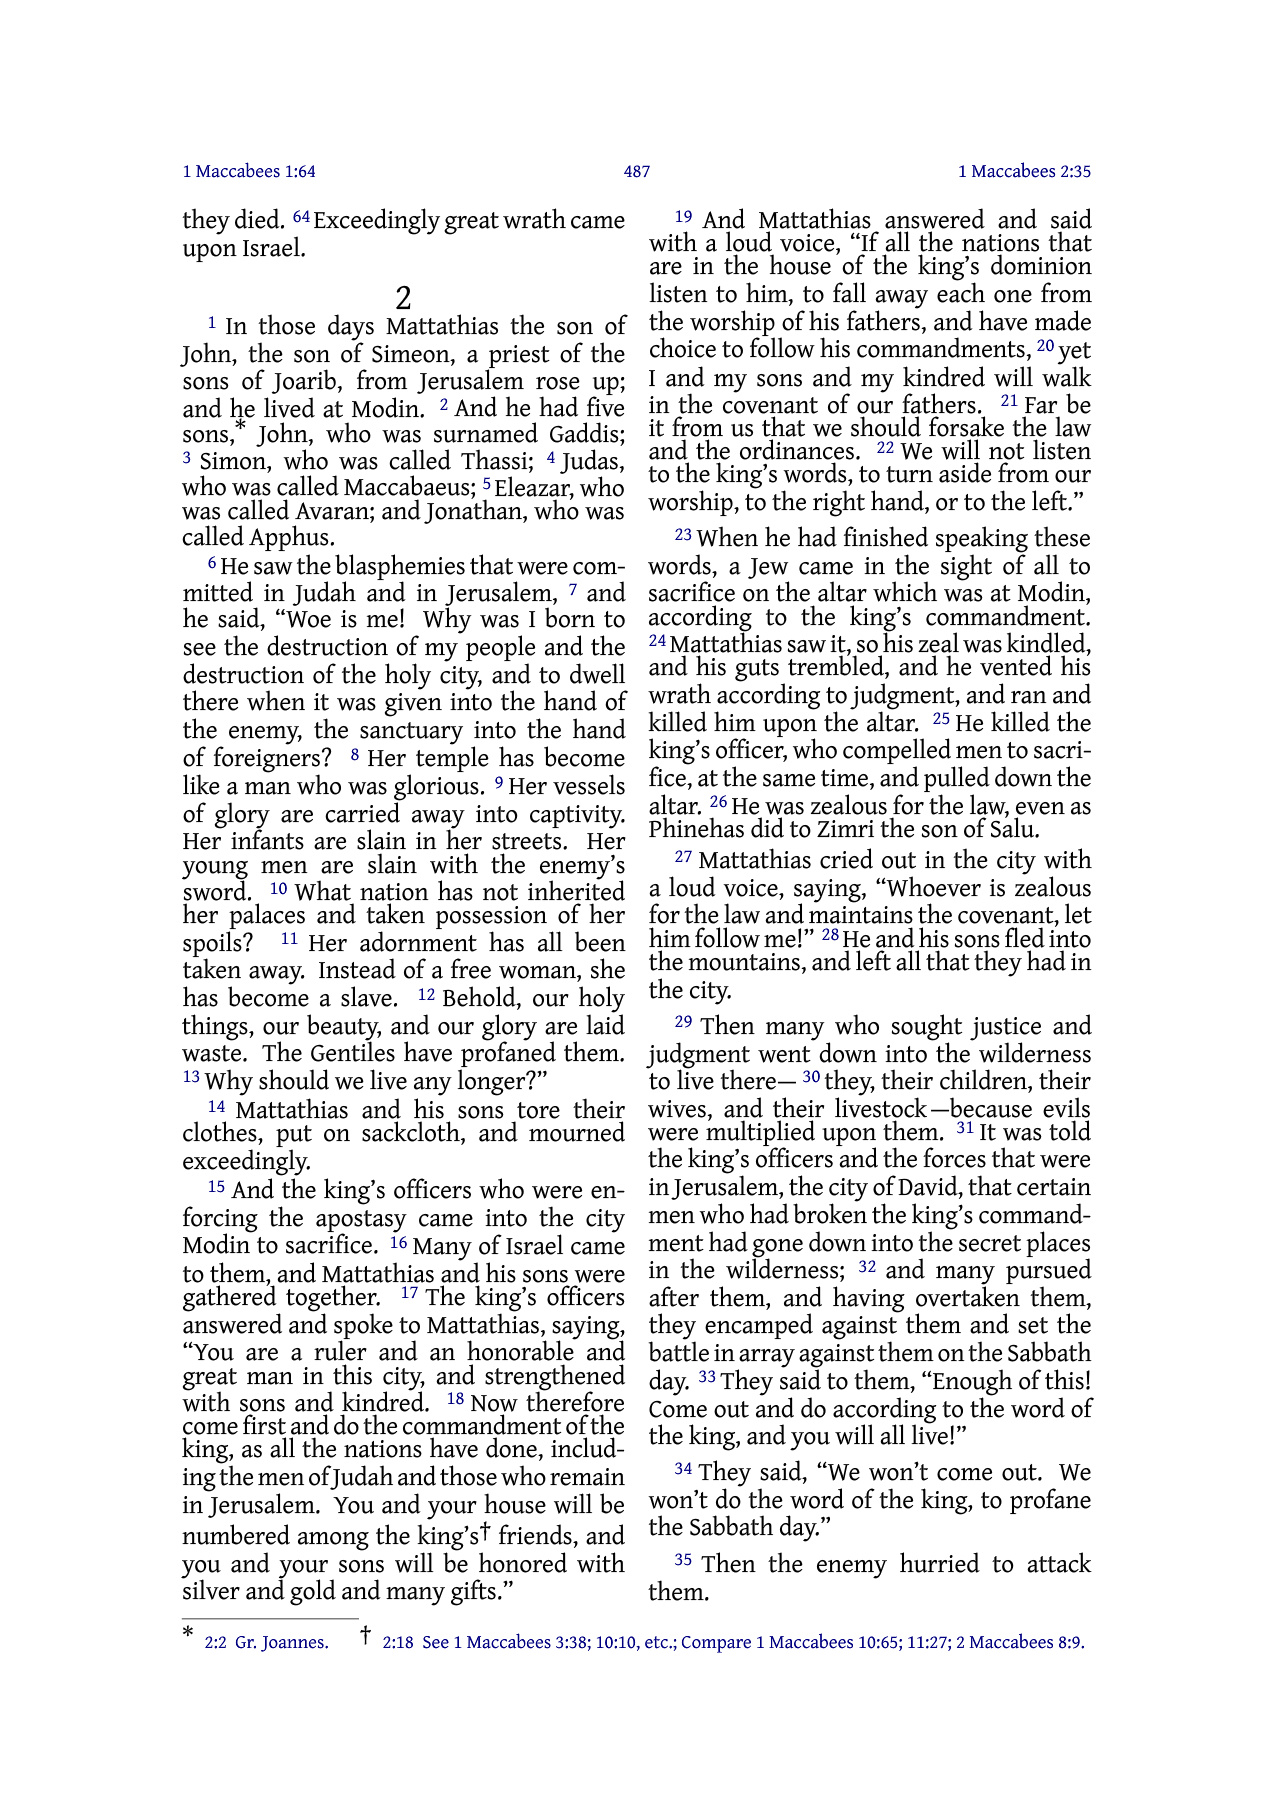 1 Maccabees 1:64 487 1 Maccabees 2:35
they died. 64 Exceedingly great wrath came
upon Israel.
2
1 In those days Mattathias the son of
John, the son of Simeon, a priest of the
sons of Joarib, from Jerusalem rose up;
and he lived at Modin. 2 And he had five
sons,* John, who was surnamed Gaddis;
3 Simon, who was called Thassi; 4 Judas,
who was called Maccabaeus; 5 Eleazar, who
was called Avaran; and Jonathan, who was
called Apphus.
6 He saw the blasphemies that were com-
mitted in Judah and in Jerusalem, 7 and
he said, “Woe is me! Why was I born to
see the destruction of my people and the
destruction of the holy city, and to dwell
there when it was given into the hand of
the enemy, the sanctuary into the hand
of foreigners? 8 Her temple has become
like a man who was glorious. 9 Her vessels
of glory are carried away into captivity.
Her infants are slain in her streets. Her
young men are slain with the enemy’s
sword. 10 What nation has not inherited
her palaces and taken possession of her
spoils? 11 Her adornment has all been
taken away. Instead of a free woman, she
has become a slave. 12 Behold, our holy
things, our beauty, and our glory are laid
waste. The Gentiles have profaned them.
13 Why should we live any longer?”
14 Mattathias and his sons tore their
clothes, put on sackcloth, and mourned
exceedingly.
15 And the king’s officers who were en-
forcing the apostasy came into the city
Modin to sacrifice. 16 Many of Israel came
to them, and Mattathias and his sons were
gathered together. 17 The king’s officers
answered and spoke to Mattathias, saying,
“You are a ruler and an honorable and
great man in this city, and strengthened
with sons and kindred. 18 Now therefore
come first and do the commandment of the
king, as all the nations have done, includ-
ing the men of Judah and those who remain
in Jerusalem. You and your house will be
numbered among the king’s† friends, and
you and your sons will be honored with
silver and gold and many gifts.”
19 And Mattathias answered and said
with a loud voice, “If all the nations that
are in the house of the king’s dominion
listen to him, to fall away each one from
the worship of his fathers, and have made
choice to follow his commandments, 20 yet
I and my sons and my kindred will walk
in the covenant of our fathers. 21 Far be
it from us that we should forsake the law
and the ordinances. 22 We will not listen
to the king’s words, to turn aside from our
worship, to the right hand, or to the left.”
23 When he had finished speaking these
words, a Jew came in the sight of all to
sacrifice on the altar which was at Modin,
according to the king’s commandment.
24 Mattathias saw it, so his zeal was kindled,
and his guts trembled, and he vented his
wrath according to judgment, and ran and
killed him upon the altar. 25 He killed the
king’s officer, who compelled men to sacri-
fice, at the same time, and pulled down the
altar. 26 He was zealous for the law, even as
Phinehas did to Zimri the son of Salu.
27 Mattathias cried out in the city with
a loud voice, saying, “Whoever is zealous
for the law and maintains the covenant, let
him follow me!” 28 He and his sons fled into
the mountains, and left all that they had in
the city.
29 Then many who sought justice and
judgment went down into the wilderness
to live there— 30 they, their children, their
wives, and their livestock—because evils
were multiplied upon them. 31 It was told
the king’s officers and the forces that were
in Jerusalem, the city of David, that certain
men who had broken the king’s command-
ment had gone down into the secret places
in the wilderness; 32 and many pursued
after them, and having overtaken them,
they encamped against them and set the
battle in array against them on the Sabbath
day. 33 They said to them, “Enough of this!
Come out and do according to the word of
the king, and you will all live!”
34 They said, “We won’t come out. We
won’t do the word of the king, to profane
the Sabbath day.”
35 Then the enemy hurried to attack
them.
* 2:2 Gr. Joannes. † 2:18 See 1 Maccabees 3:38; 10:10, etc.; Compare 1 Maccabees 10:65; 11:27; 2 Maccabees 8:9.